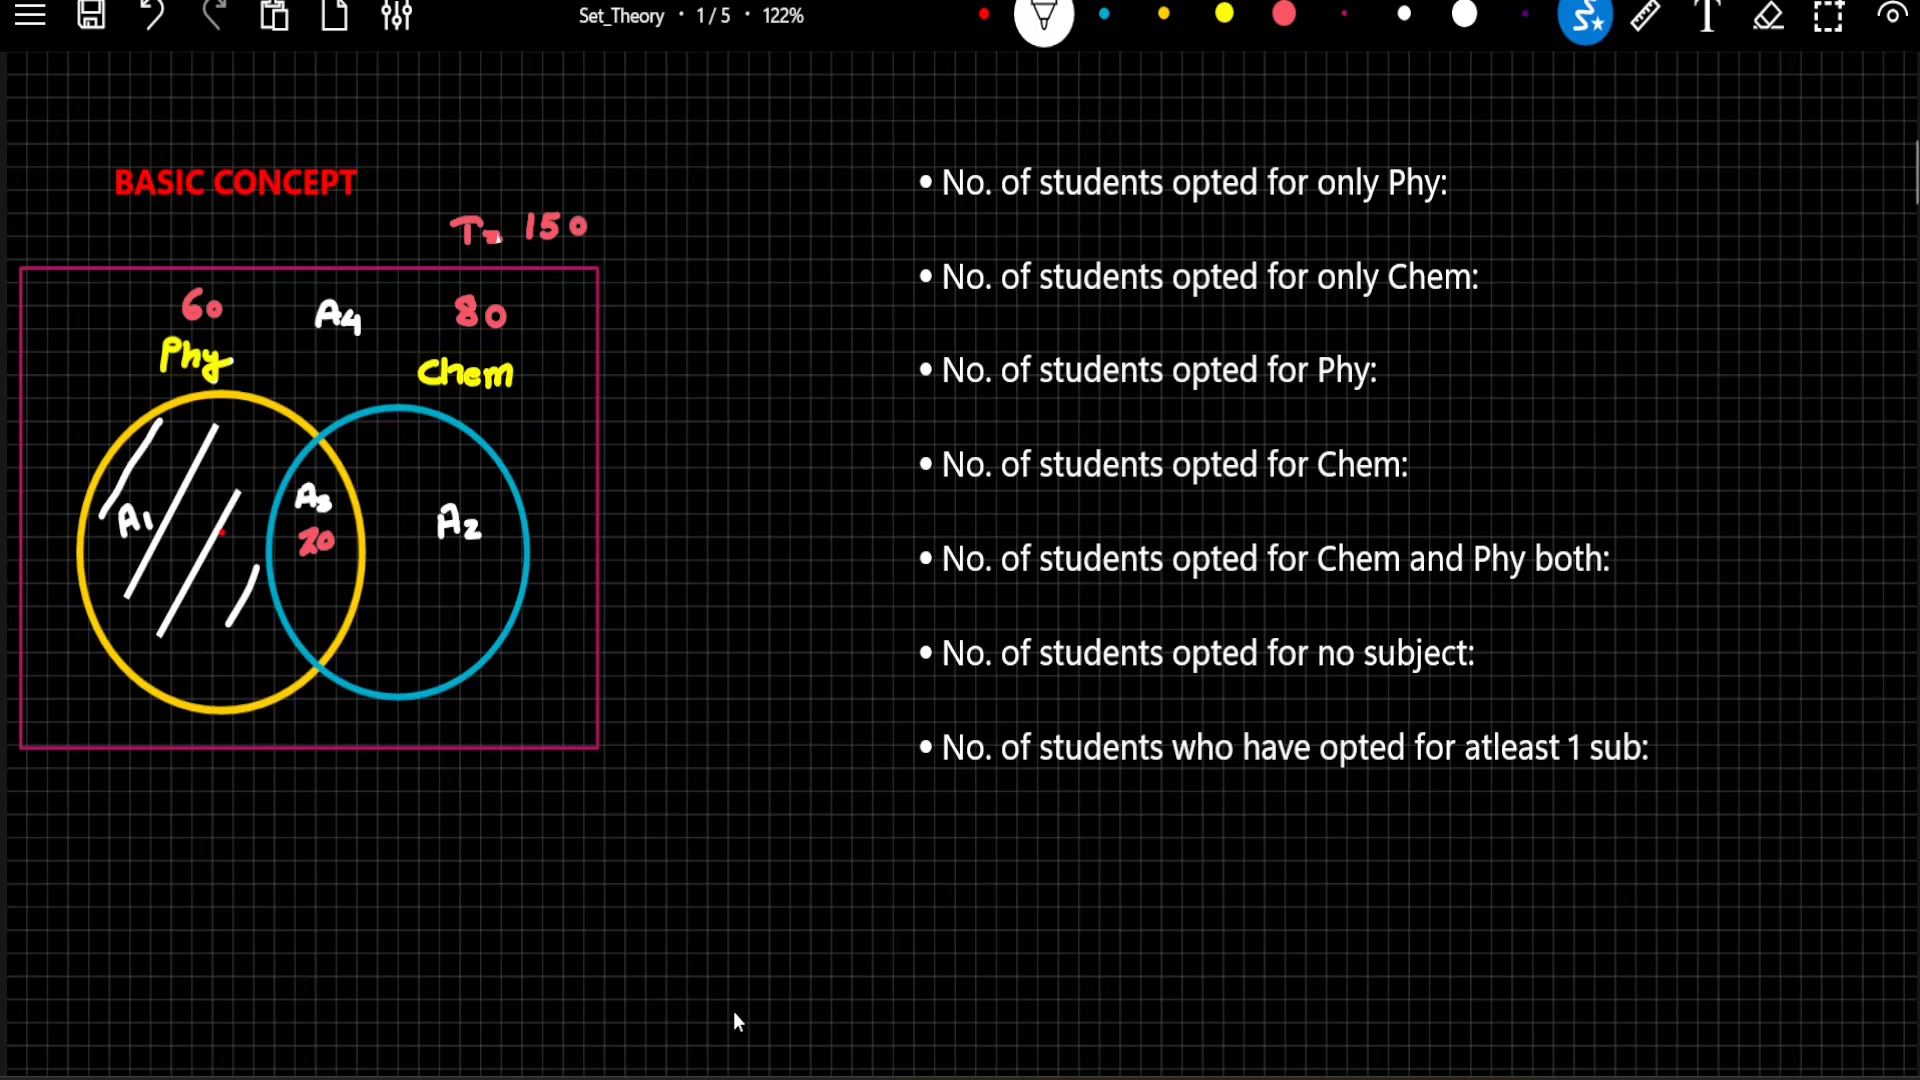 Set_Theory • 1 / 5 • 122%
T
BASIC CONCEPT
T= 150
60
A4
80
Phy
Chem
A1
A3
20
A2
• No. of students opted for only Phy:
• No. of students opted for only Chem:
• No. of students opted for Phy:
• No. of students opted for Chem:
• No. of students opted for Chem and Phy both:
• No. of students opted for no subject:
• No. of students who have opted for atleast 1 sub: